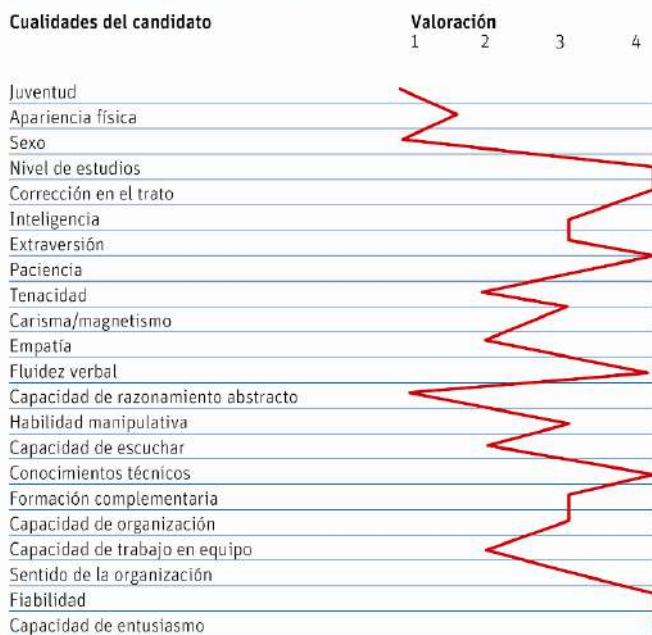 Cualidades del candidato Valoración
1 2 3 4
Juventud
Apariencia física
Sexo
Nivel de estudios
Corrección en el trato
Inteligencia
Extraversión
Paciencia
Tenacidad
Carisma/magnetismo
Empatía
Fluidez verbal
Capacidad de razonamiento abstracto
Habilidad manipulativa
Capacidad de escuchar
Conocimientos técnicos
Formación complementaria
Capacidad de organización
Capacidad de trabajo en equipo
Sentido de la organización
Fiabilidad
Capacidad de entusiasmo